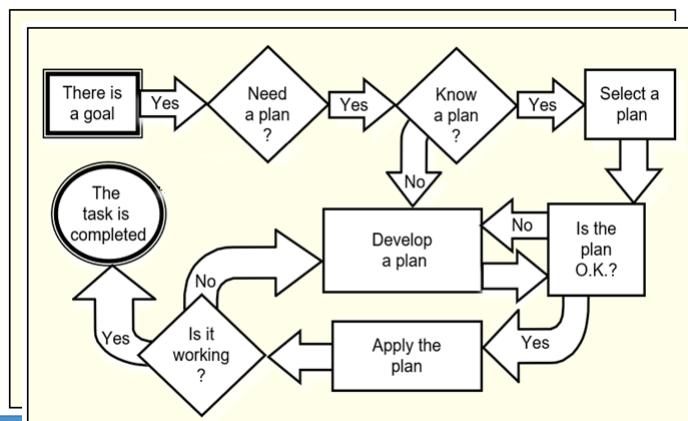 There is
a goal
Yes
Need
a plan
?
Yes
Know
a plan
?
Yes
Select a
plan
No
The
task is
completed
Develop
a plan
No
Is the
plan
O.K.?
No
Yes
Is it
working
?
Apply the
plan
Yes